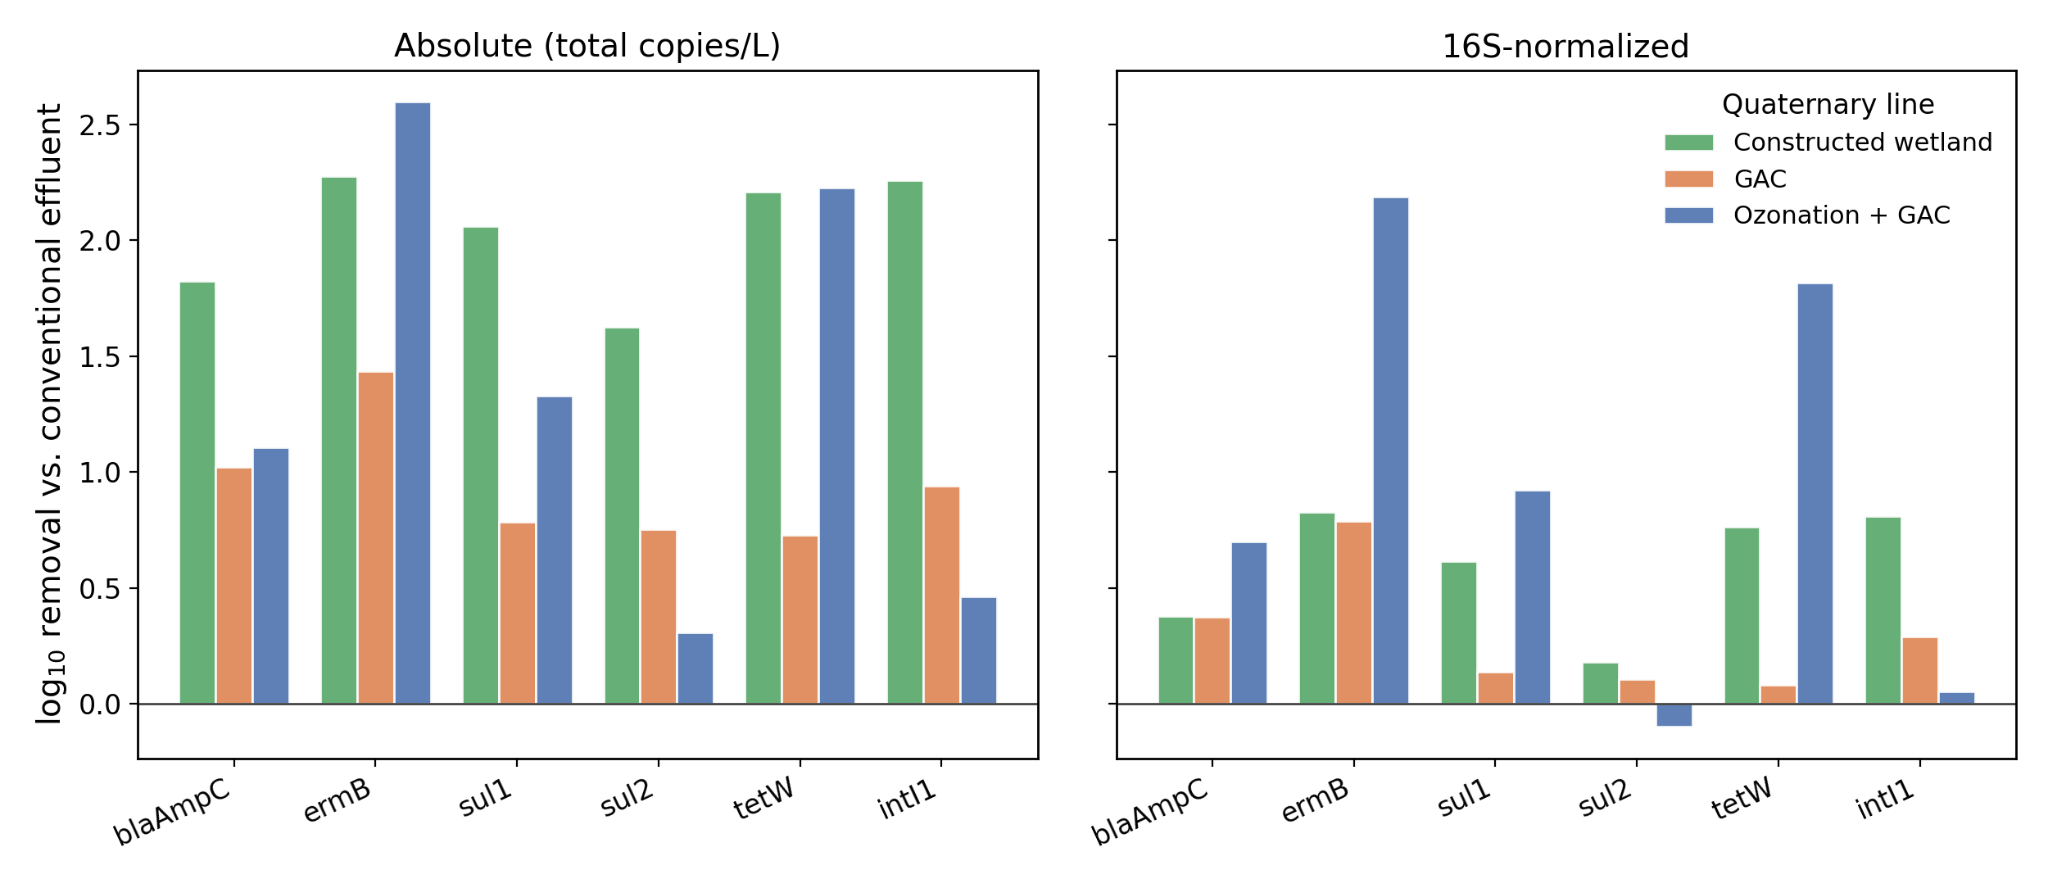 Absolute (total copies/L)
16S-normalized
log₁₀ removal vs. conventional effluent
2.5
2.0
1.5
1.0
0.5
0.0
Quaternary line
Constructed wetland
GAC
Ozonation + GAC
blaAmpC
ermB
sul1
sul2
tetW
intI1
blaAmpC
ermB
sul1
sul2
tetW
intI1